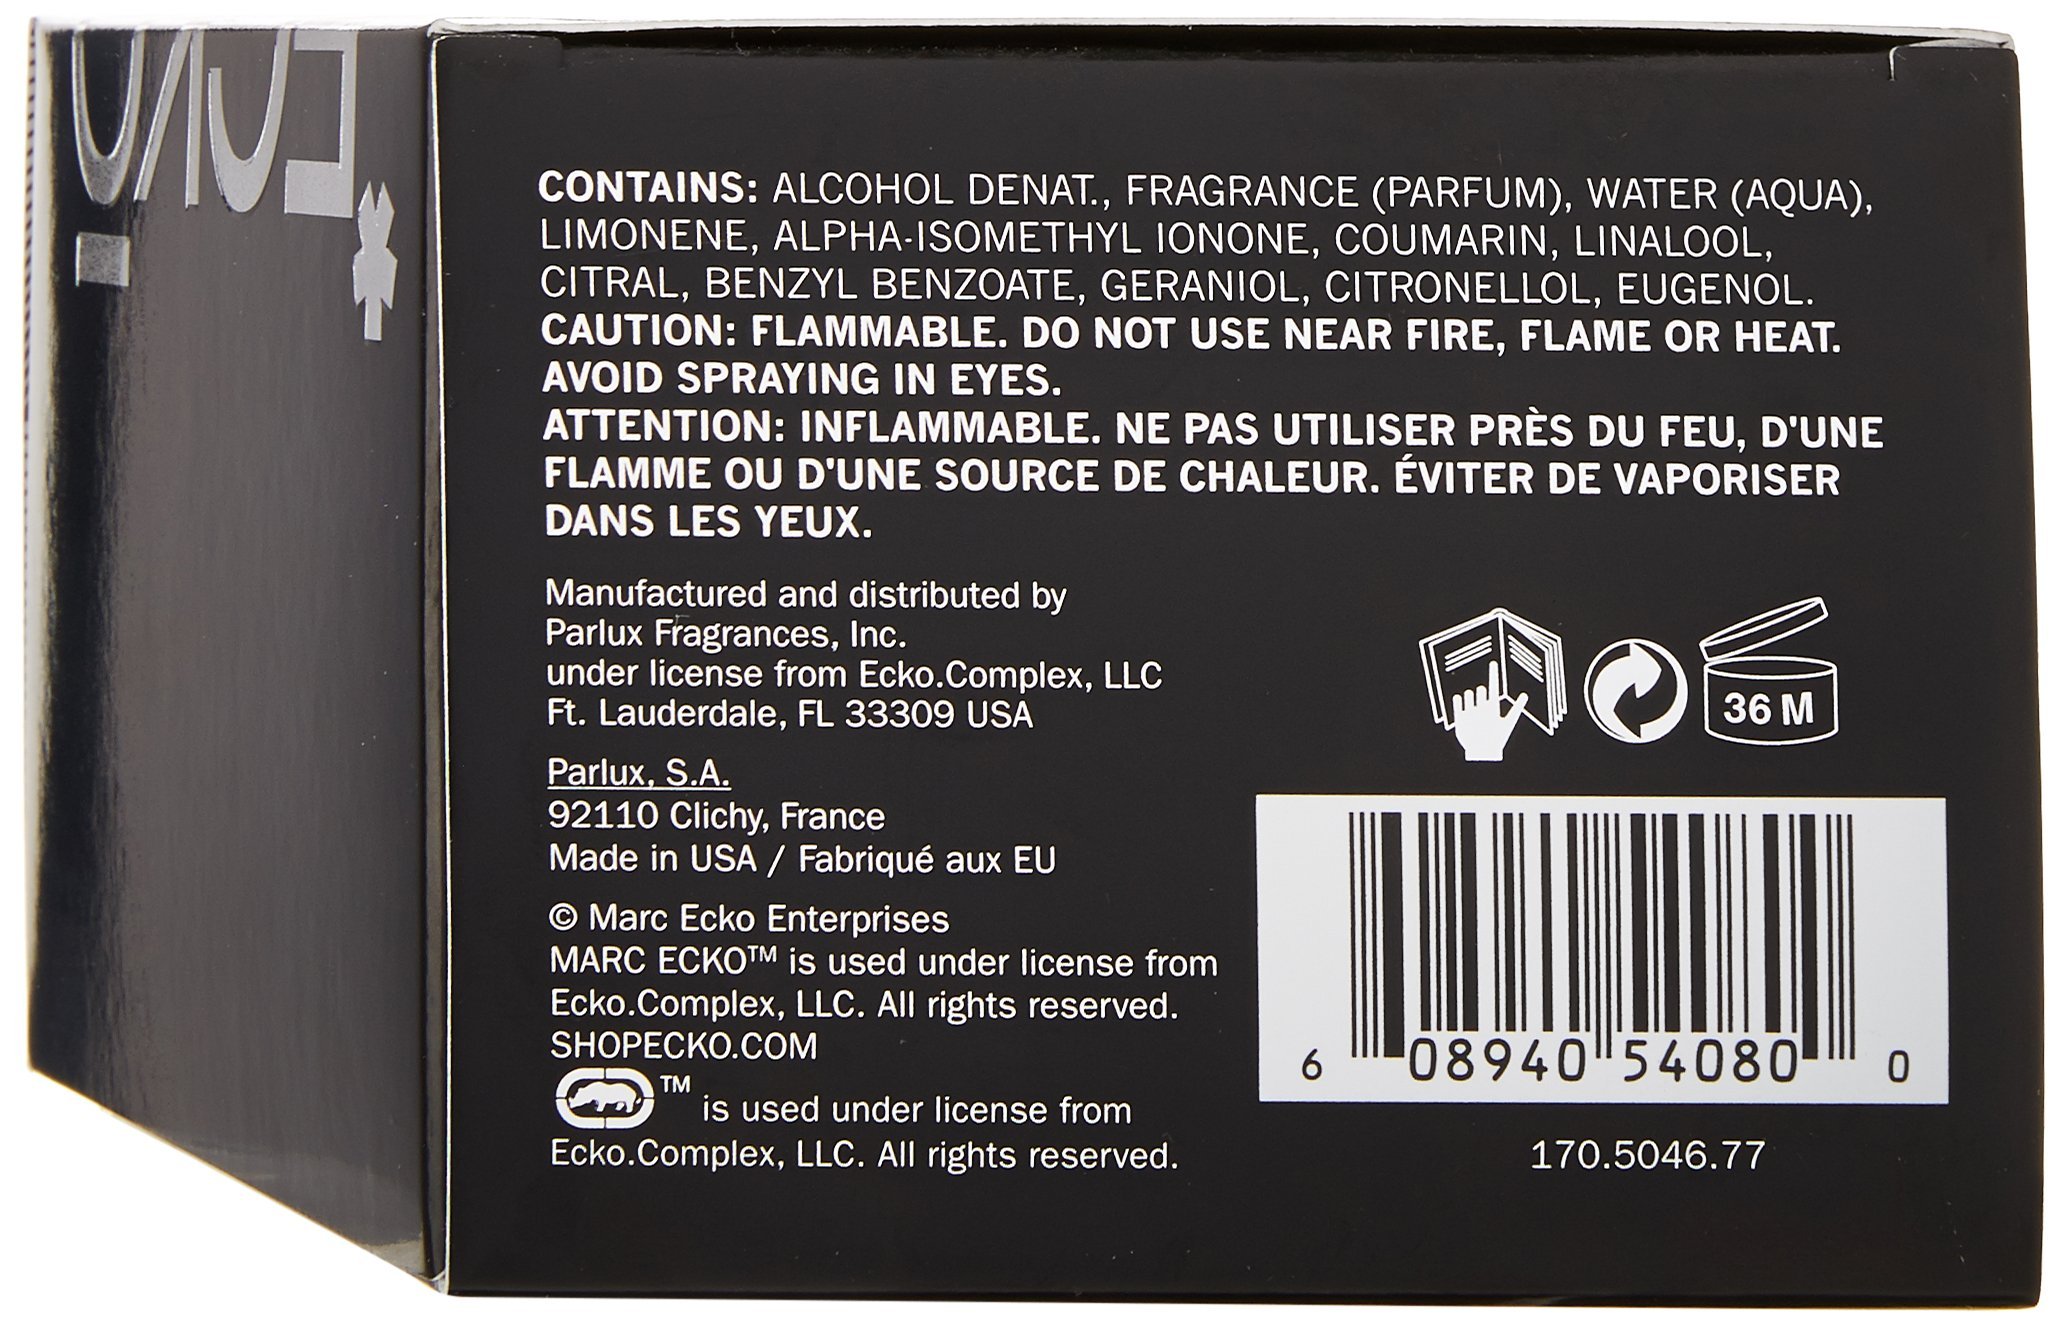 Ecko
CONTAINS: ALCOHOL DENAT., FRAGRANCE (PARFUM), WATER (AQUA),
LIMONENE, ALPHA-ISOMETHYL IONONE, COUMARIN, LINALOOL,
CITRAL, BENZYL BENZOATE, GERANIOL, CITRONELLOL, EUGENOL.
CAUTION: FLAMMABLE. DO NOT USE NEAR FIRE, FLAME OR HEAT.
AVOID SPRAYING IN EYES.
ATTENTION: INFLAMMABLE. NE PAS UTILISER PRÈS DU FEU, D'UNE
FLAMME OU D'UNE SOURCE DE CHALEUR. ÉVITER DE VAPORISER
DANS LES YEUX.
Manufactured and distributed by
Parlux Fragrances, Inc.
under license from Ecko.Complex, LLC
Ft. Lauderdale, FL 33309 USA
Parlux, S.A.
92110 Clichy, France
Made in USA / Fabriqué aux EU
© Marc Ecko Enterprises
MARC ECKO™ is used under license from
Ecko.Complex, LLC. All rights reserved.
SHOPECKO.COM
™ is used under license from
Ecko.Complex, LLC. All rights reserved.
36 M
6 08940 54080 0
170.5046.77